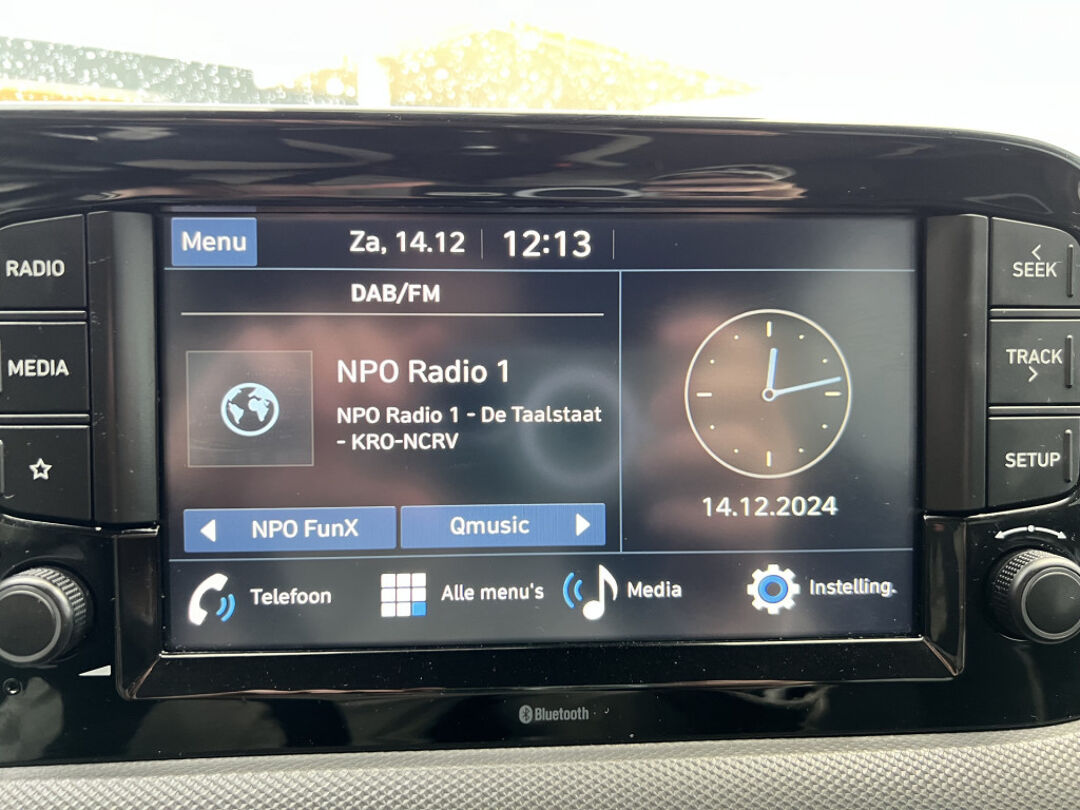 Menu
Za, 14.12
12:13
DAB/FM
NPO Radio 1
NPO Radio 1 - De Taalstaat
- KRO-NCRV
NPO FunX
Qmusic
14.12.2024
Telefoon
Alle menu's
Media
Instelling.
RADIO
MEDIA
SEEK
TRACK
SETUP
Bluetooth